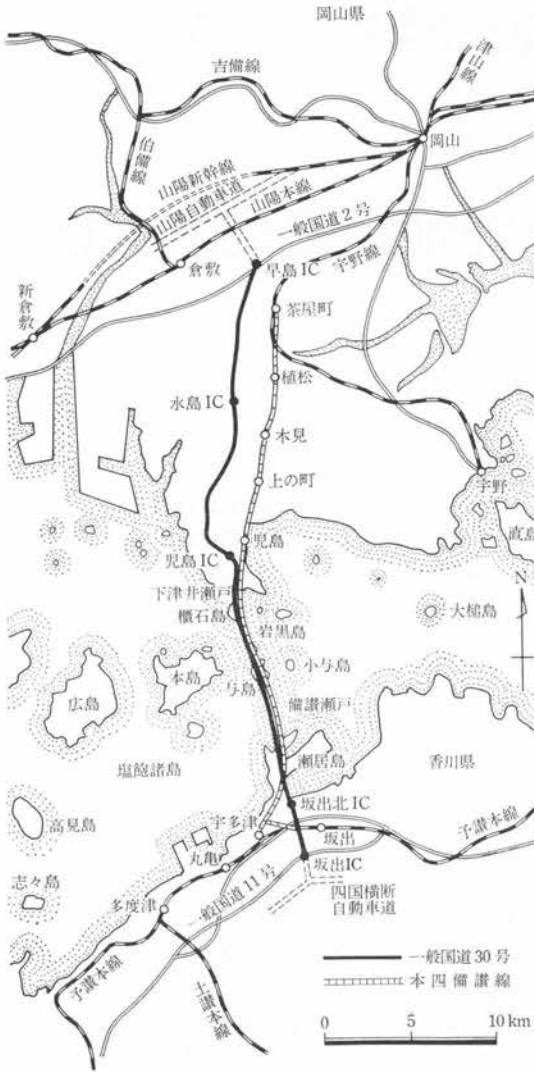 岡山県
吉備線
津山線
岡山
伯備線
山陽新幹線
山陽自動車道
山陽本線
一般国道2号
宇野線
倉敷
早島IC
新倉敷
茶屋町
植松
水島IC
木見
上の町
宇野
児島
直島
児島IC
下津井瀬戸
N
櫃石島
岩黒島
大槌島
小与島
本島
与島
広島
備讃瀬戸
瀬居島
香川県
塩飽諸島
坂出北IC
高見島
宇多津
予讃本線
坂出
丸亀
坂出IC
志々島
一般国道11号
四国横断
自動車道
多度津
予讃本線
土讃本線
一般国道30号
本四備讃線
0 5 10km